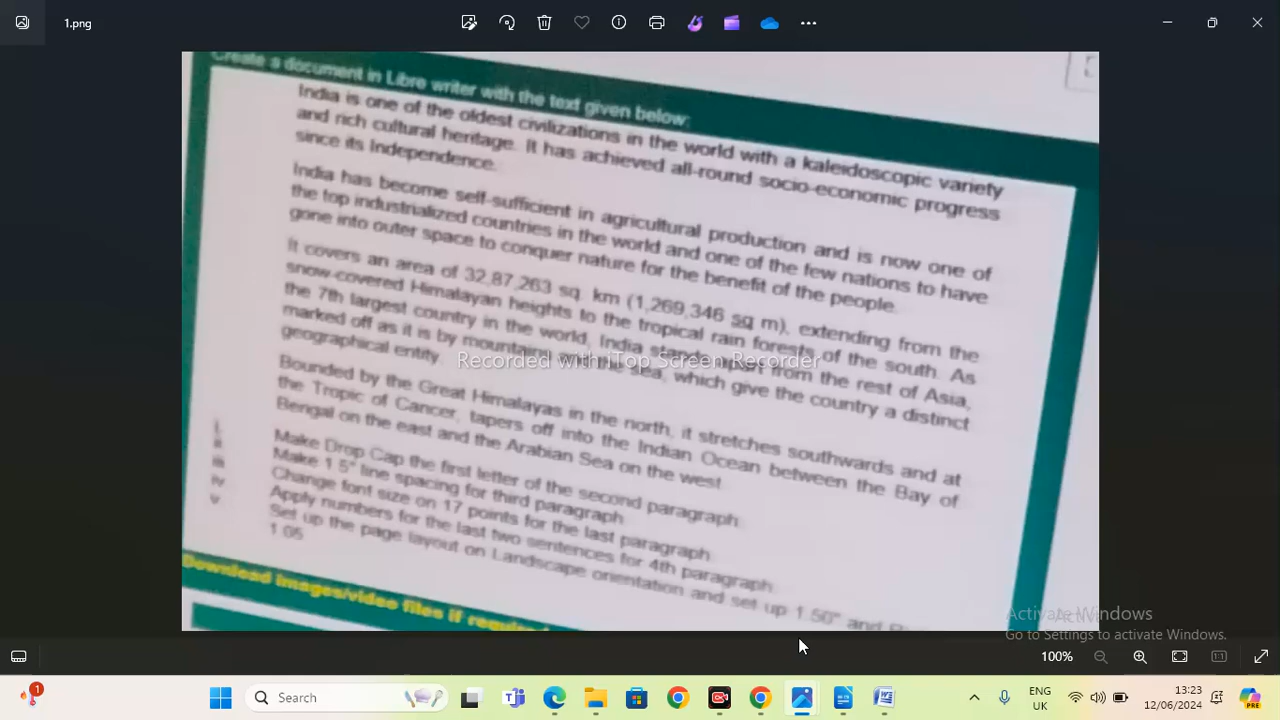 1.png
Create a document in Libre writer with the text given below:
India is one of the oldest civilizations in the world with a kaleidoscopic variety
and rich cultural heritage. It has achieved all-round socio-economic progress
since its Independence.
India has become self-sufficient in agricultural production and is now one of
the top industrialized countries in the world and one of the few nations to have
gone into outer space to conquer nature for the benefit of the people.
It covers an area of 32,87,263 sq. km (1,269,346 sq m), extending from the
snow-covered Himalayan heights to the tropical rain forests of the south. As
the 7th largest country in the world, India stands apart from the rest of Asia,
marked off as it is by mountains and the sea, which give the country a distinct
geographical entity.
Bounded by the Great Himalayas in the north, it stretches southwards and at
the Tropic of Cancer, tapers off into the Indian Ocean between the Bay of
Bengal on the east and the Arabian Sea on the west.
i. Make Drop Cap the first letter of the second paragraph.
ii. Make 1.5" line spacing for third paragraph.
iii. Change font size on 17 points for the last paragraph.
iv. Apply numbers for the last two sentences for 4th paragraph.
v. Set up the page layout on Landscape orientation and set up 1.50" and
1.05
Download images/video files if required
Recorded with iTop Screen Recorder
Activate Windows
Go to Settings to activate Windows.
100%
1:1
1
Search
ENG
UK
13:23
12/06/2024
PRE